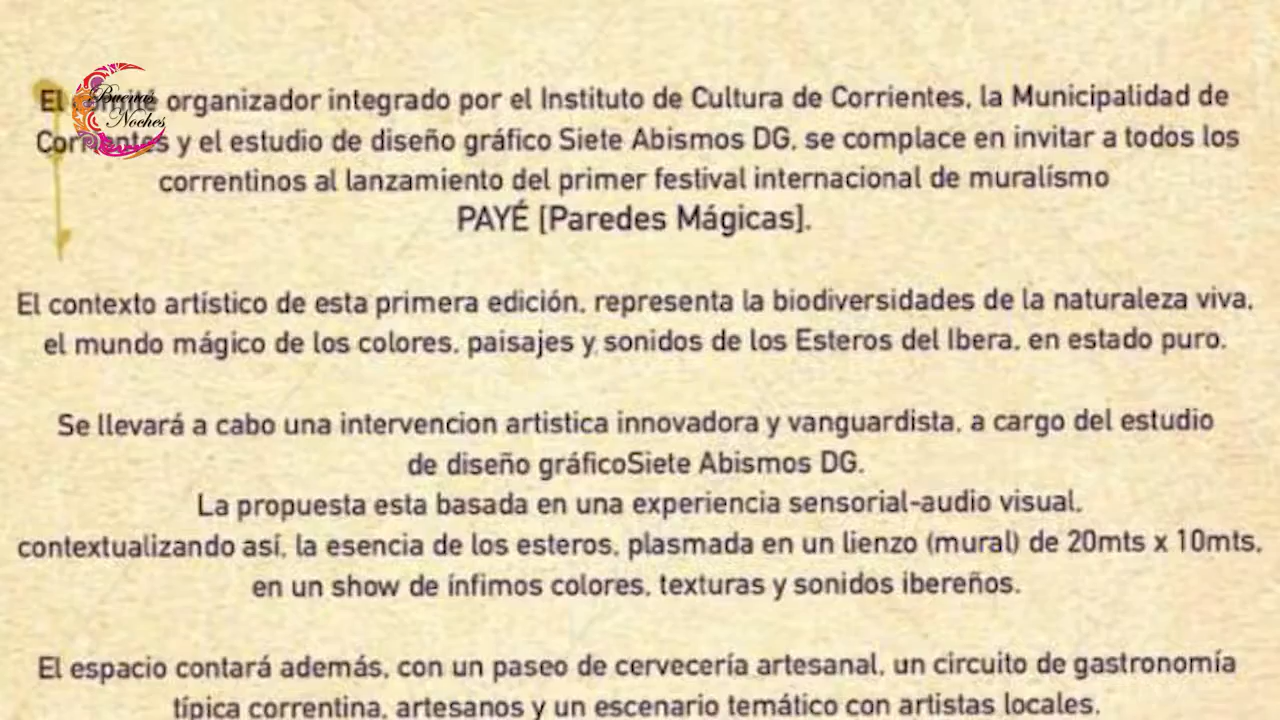 Buenas
Noches
El comité organizador integrado por el Instituto de Cultura de Corrientes, la Municipalidad de
Corrientes y el estudio de diseño gráfico Siete Abismos DG, se complace en invitar a todos los
correntinos al lanzamiento del primer festival internacional de muralísmo
PAYÉ [Paredes Mágicas].
El contexto artístico de esta primera edición, representa la biodiversidades de la naturaleza viva,
el mundo mágico de los colores, paisajes y sonidos de los Esteros del Ibera, en estado puro.
Se llevará a cabo una intervencion artistica innovadora y vanguardista, a cargo del estudio
de diseño gráficoSiete Abismos DG.
La propuesta esta basada en una experiencia sensorial-audio visual,
contextualizando así, la esencia de los esteros, plasmada en un lienzo (mural) de 20mts x 10mts,
en un show de ínfimos colores, texturas y sonidos ibereños.
El espacio contará además, con un paseo de cervecería artesanal, un circuito de gastronomía
típica correntina, artesanos y un escenario temático con artistas locales.